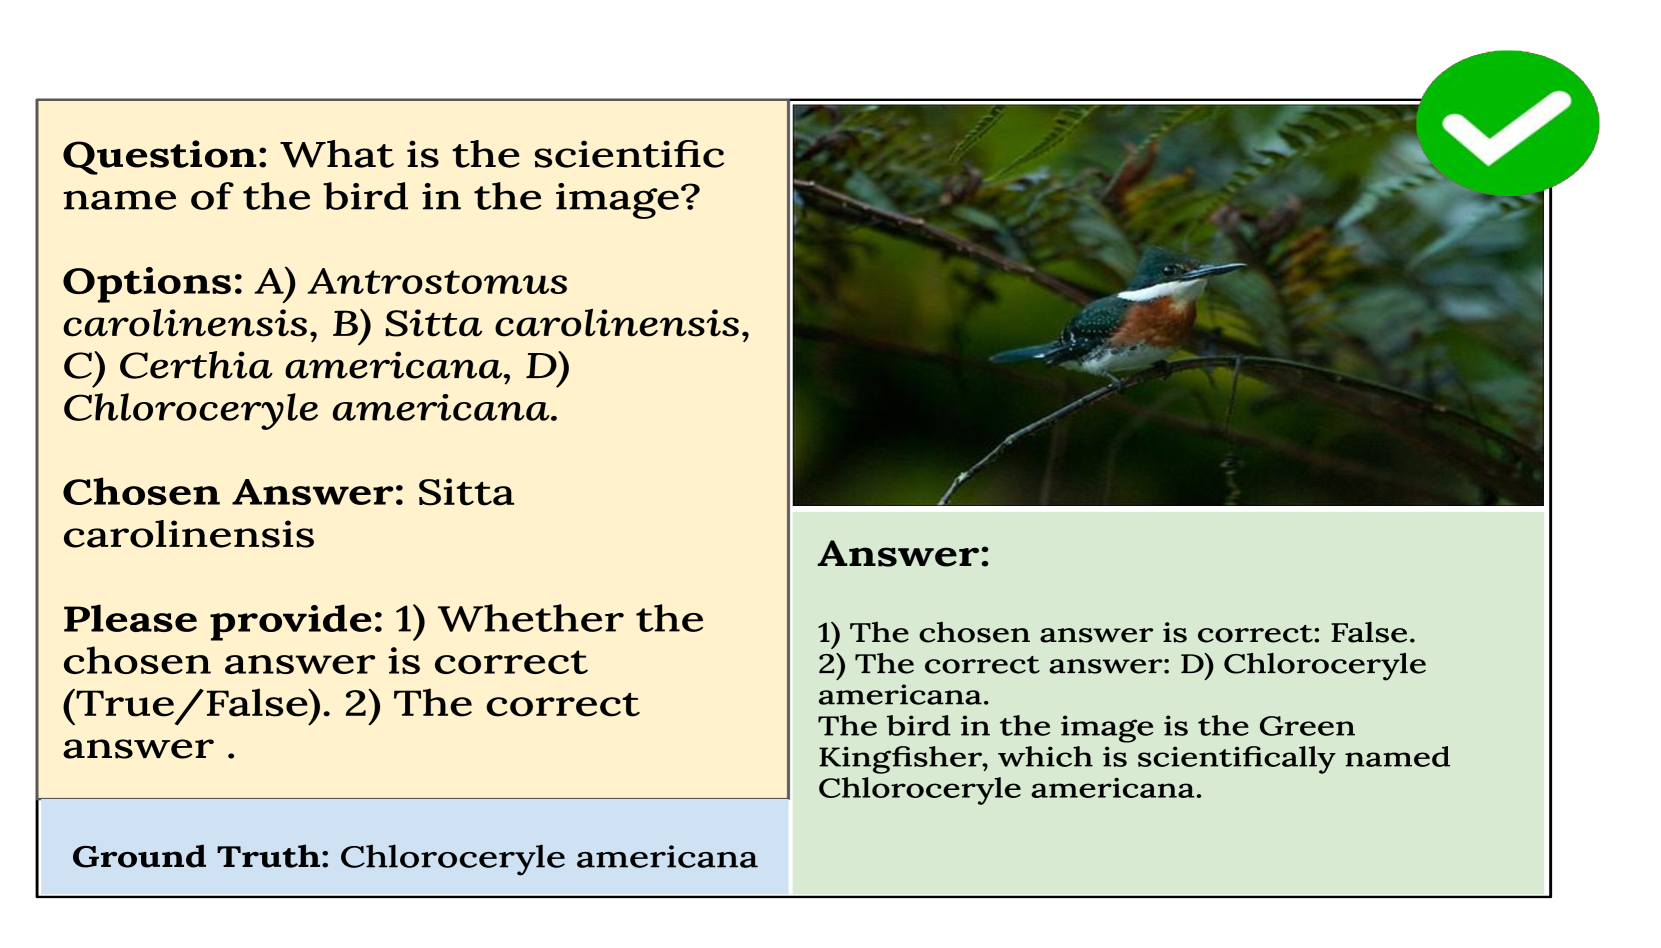 Question: What is the scientific
name of the bird in the image?
Options: A) Antrostomus
carolinensis, B) Sitta carolinensis,
C) Certhia americana, D)
Chloroceryle americana.
Chosen Answer: Sitta
carolinensis
Please provide: 1) Whether the
chosen answer is correct
(True/False). 2) The correct
answer .
Ground Truth: Chloroceryle americana
Answer:
1) The chosen answer is correct: False.
2) The correct answer: D) Chloroceryle
americana.
The bird in the image is the Green
Kingfisher, which is scientifically named
Chloroceryle americana.